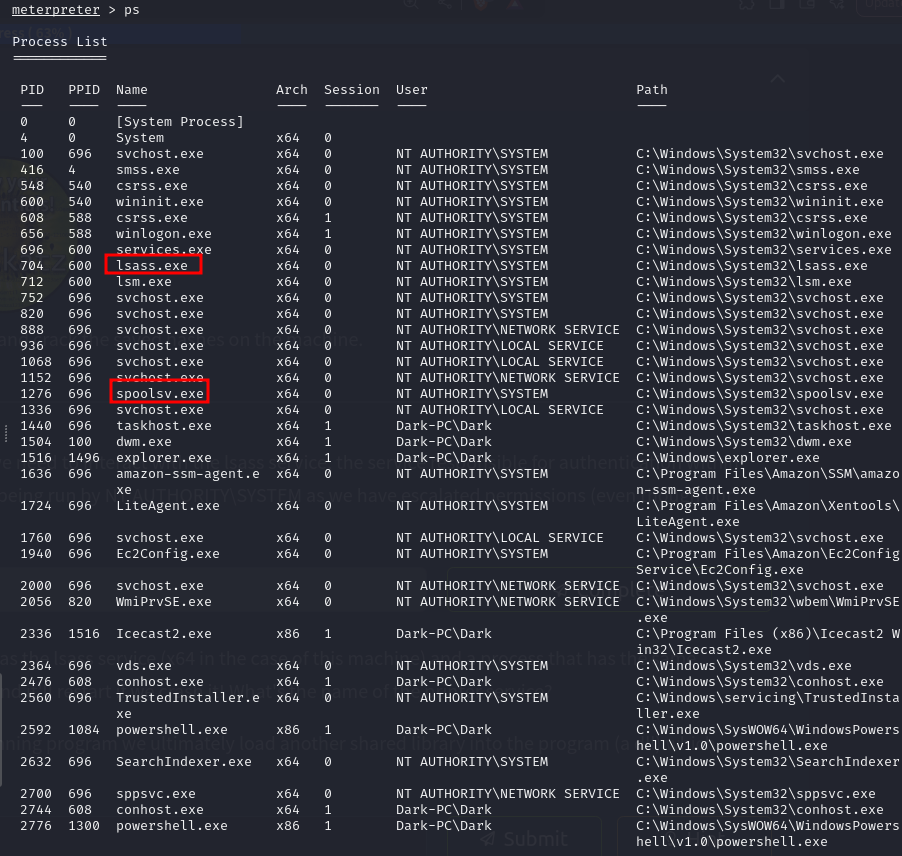 meterpreter > ps
Process List
PID PPID Name Arch Session User Path
0 0 [System Process]
4 0 System x64 0
100 696 svchost.exe x64 0 NT AUTHORITY\SYSTEM C:\Windows\System32\svchost.exe
416 4 smss.exe x64 0 NT AUTHORITY\SYSTEM C:\Windows\System32\smss.exe
548 540 csrss.exe x64 0 NT AUTHORITY\SYSTEM C:\Windows\System32\csrss.exe
600 540 wininit.exe x64 0 NT AUTHORITY\SYSTEM C:\Windows\System32\wininit.exe
608 588 csrss.exe x64 1 NT AUTHORITY\SYSTEM C:\Windows\System32\csrss.exe
656 588 winlogon.exe x64 1 NT AUTHORITY\SYSTEM C:\Windows\System32\winlogon.exe
696 600 services.exe x64 0 NT AUTHORITY\SYSTEM C:\Windows\System32\services.exe
704 600 lsass.exe x64 0 NT AUTHORITY\SYSTEM C:\Windows\System32\lsass.exe
712 600 lsm.exe x64 0 NT AUTHORITY\SYSTEM C:\Windows\System32\lsm.exe
752 696 svchost.exe x64 0 NT AUTHORITY\SYSTEM C:\Windows\System32\svchost.exe
820 696 svchost.exe x64 0 NT AUTHORITY\SYSTEM C:\Windows\System32\svchost.exe
888 696 svchost.exe x64 0 NT AUTHORITY\NETWORK SERVICE C:\Windows\System32\svchost.exe
936 696 svchost.exe x64 0 NT AUTHORITY\LOCAL SERVICE C:\Windows\System32\svchost.exe
1068 696 svchost.exe x64 0 NT AUTHORITY\LOCAL SERVICE C:\Windows\System32\svchost.exe
1152 696 svchost.exe x64 0 NT AUTHORITY\NETWORK SERVICE C:\Windows\System32\svchost.exe
1276 696 spoolsv.exe x64 0 NT AUTHORITY\SYSTEM C:\Windows\System32\spoolsv.exe
1336 696 svchost.exe x64 0 NT AUTHORITY\LOCAL SERVICE C:\Windows\System32\svchost.exe
1440 696 taskhost.exe x64 1 Dark-PC\Dark C:\Windows\System32\taskhost.exe
1504 100 dwm.exe x64 1 Dark-PC\Dark C:\Windows\System32\dwm.exe
1516 1496 explorer.exe x64 1 Dark-PC\Dark C:\Windows\explorer.exe
1636 696 amazon-ssm-agent.e x64 0 NT AUTHORITY\SYSTEM C:\Program Files\Amazon\SSM\amazo
xe n-ssm-agent.exe
1724 696 LiteAgent.exe x64 0 NT AUTHORITY\SYSTEM C:\Program Files\Amazon\Xentools\
LiteAgent.exe
1760 696 svchost.exe x64 0 NT AUTHORITY\LOCAL SERVICE C:\Windows\System32\svchost.exe
1940 696 Ec2Config.exe x64 0 NT AUTHORITY\SYSTEM C:\Program Files\Amazon\Ec2Config
Service\Ec2Config.exe
2000 696 svchost.exe x64 0 NT AUTHORITY\NETWORK SERVICE C:\Windows\System32\svchost.exe
2056 820 WmiPrvSE.exe x64 0 NT AUTHORITY\NETWORK SERVICE C:\Windows\System32\wbem\WmiPrvSE
.exe
2336 1516 Icecast2.exe x86 1 Dark-PC\Dark C:\Program Files (x86)\Icecast2 W
in32\Icecast2.exe
2364 696 vds.exe x64 0 NT AUTHORITY\SYSTEM C:\Windows\System32\vds.exe
2476 608 conhost.exe x64 1 Dark-PC\Dark C:\Windows\System32\conhost.exe
2560 696 TrustedInstaller.e x64 0 NT AUTHORITY\SYSTEM C:\Windows\servicing\TrustedInsta
xe ller.exe
2592 1084 powershell.exe x86 1 Dark-PC\Dark C:\Windows\SysWOW64\WindowsPowers
hell\v1.0\powershell.exe
2632 696 SearchIndexer.exe x64 0 NT AUTHORITY\SYSTEM C:\Windows\System32\SearchIndexer
.exe
2700 696 sppsvc.exe x64 0 NT AUTHORITY\NETWORK SERVICE C:\Windows\System32\sppsvc.exe
2744 608 conhost.exe x64 1 Dark-PC\Dark C:\Windows\System32\conhost.exe
2776 1300 powershell.exe x86 1 Dark-PC\Dark C:\Windows\SysWOW64\WindowsPowers
hell\v1.0\powershell.exe
Submit